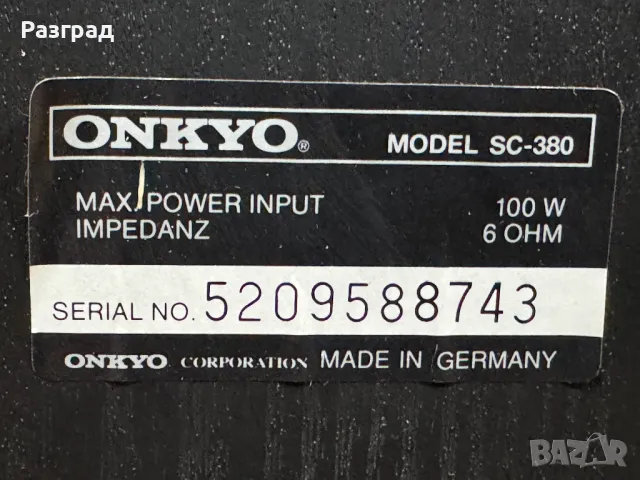 Разград
ONKYO® MODEL SC-380
MAX. POWER INPUT 100 W
IMPEDANZ 6 OHM
SERIAL NO. 5209588743
ONKYO CORPORATION MADE IN GERMANY
BAZAR